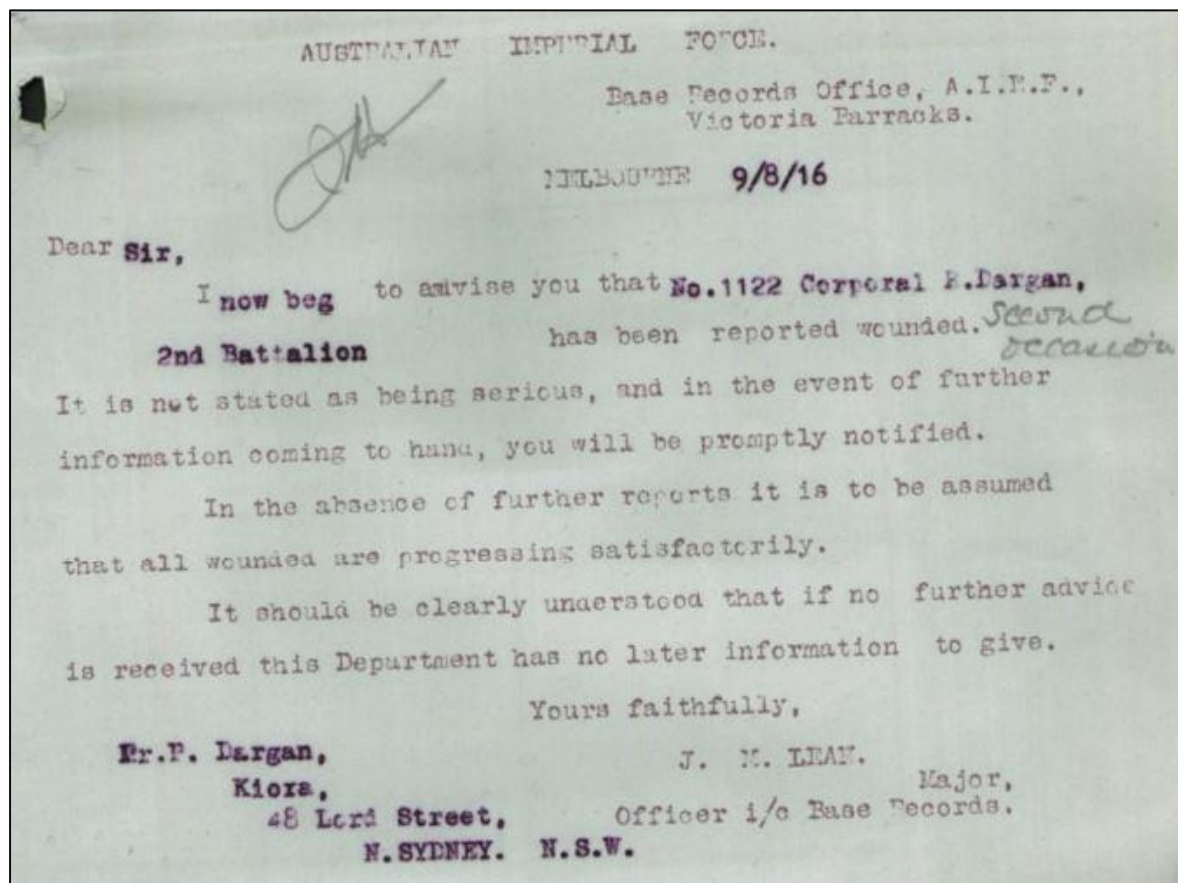 AUSTRALIAN IMPERIAL FORCE.
Base Records Office, A.I.E.F.,
Victoria Barracks.
MELBOURNE 9/8/16
Dear Sir,
I now beg to advise you that No.1122 Corporal Dargan,
2nd Battalion has been reported wounded. second
occasion
It is not stated as being serious, and in the event of further
information coming to hand, you will be promptly notified.
In the absence of further reports it is to be assumed
that all wounded are progressing satisfactorily.
It should be clearly understood that if no further advice
is received this Department has no later information to give.
Yours faithfully,
Mr.P. Dargan,
Kiora,
48 Lord Street,
N.SYDNEY. N.S.W.
J. M. LEAN.
Major,
Officer i/c Base Records.